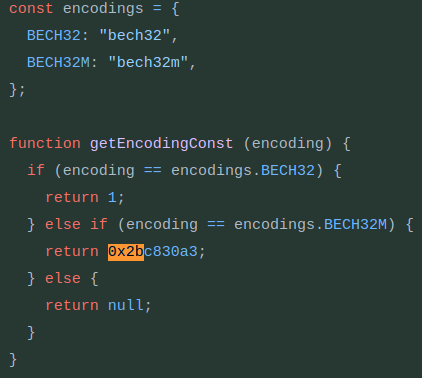 const encodings = {
  BECH32: "bech32",
  BECH32M: "bech32m",
};

function getEncodingConst (encoding) {
  if (encoding == encodings.BECH32) {
    return 1;
  } else if (encoding == encodings.BECH32M) {
    return 0x2bc830a3;
  } else {
    return null;
  }
}